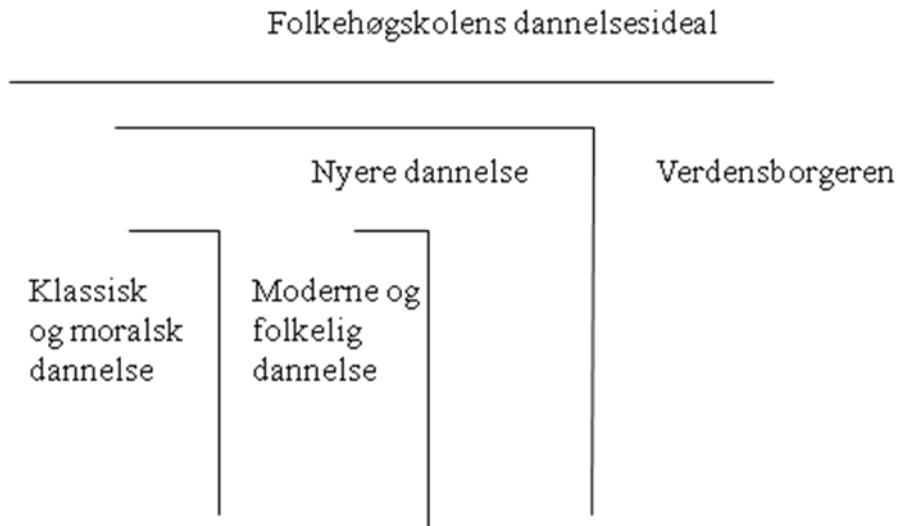 Folkehøgskolens dannelsesideal
Nyere dannelse
Verdensborgeren
Klassisk
og moralsk
dannelse
Moderne og
folkelig
dannelse